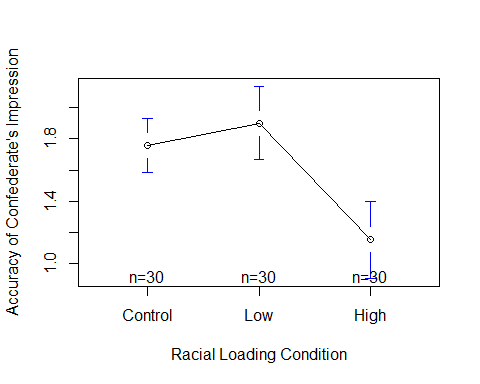 Accuracy of Confederate's Impression
1.8
1.4
1.0
n=30 n=30 n=30
Control Low High
Racial Loading Condition